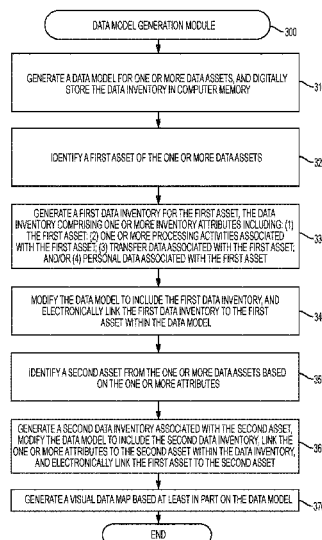 DATA MODEL GENERATION MODULE
300
GENERATE A DATA MODEL FOR ONE OR MORE DATA ASSETS, AND DIGITALLY
STORE THE DATA INVENTORY IN COMPUTER MEMORY
31
IDENTIFY A FIRST ASSET OF THE ONE OR MORE DATA ASSETS
32
GENERATE A FIRST DATA INVENTORY FOR THE FIRST ASSET, THE DATA
INVENTORY COMPRISING ONE OR MORE INVENTORY ATTRIBUTES INCLUDING: (1)
THE FIRST ASSET; (2) ONE OR MORE PROCESSING ACTIVITIES ASSOCIATED
WITH THE FIRST ASSET; (3) TRANSFER DATA ASSOCIATED WITH THE FIRST ASSET,
AND/OR (4) PERSONAL DATA ASSOCIATED WITH THE FIRST ASSET
33
MODIFY THE DATA MODEL TO INCLUDE THE FIRST DATA INVENTORY, AND
ELECTRONICALLY LINK THE FIRST DATA INVENTORY TO THE FIRST
ASSET WITHIN THE DATA MODEL
34
IDENTIFY A SECOND ASSET FROM THE ONE OR MORE DATA ASSETS BASED
ON THE ONE OR MORE ATTRIBUTES
35
GENERATE A SECOND DATA INVENTORY ASSOCIATED WITH THE SECOND ASSET,
MODIFY THE DATA MODEL TO INCLUDE THE SECOND DATA INVENTORY, LINK THE
ONE OR MORE ATTRIBUTES TO THE SECOND ASSET WITHIN THE DATA INVENTORY,
AND ELECTRONICALLY LINK THE FIRST ASSET TO THE SECOND ASSET
36
GENERATE A VISUAL DATA MAP BASED AT LEAST IN PART ON THE DATA MODEL
370
END